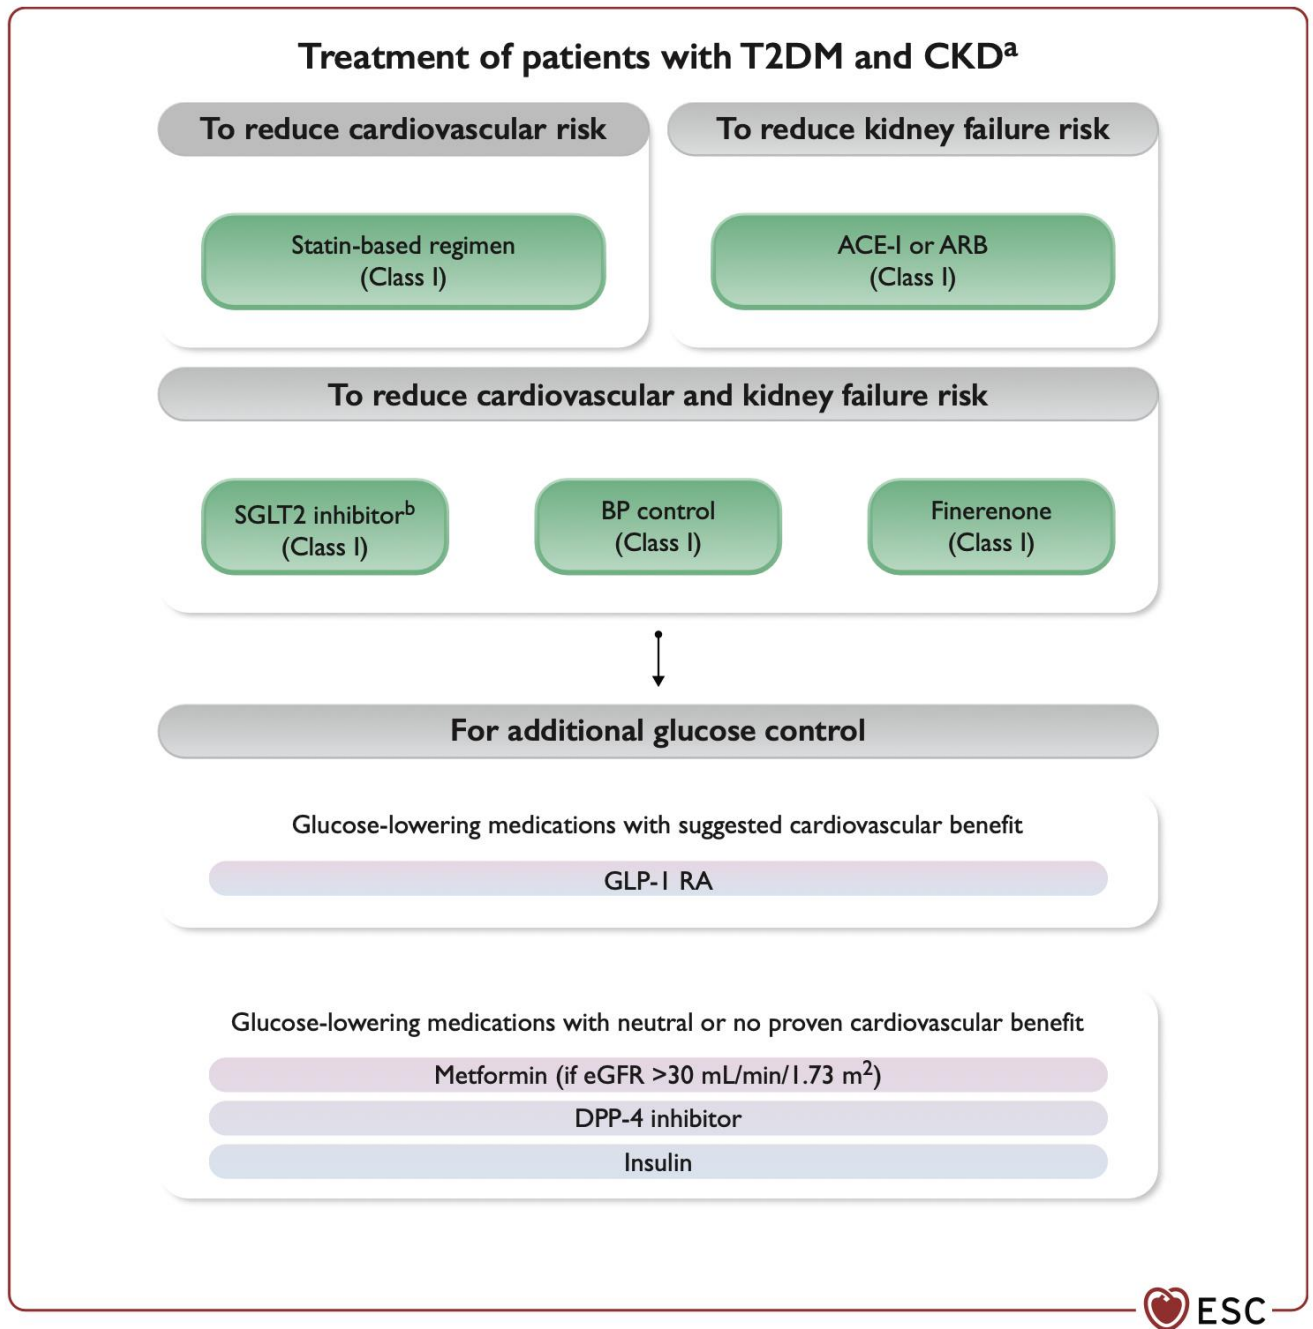 Treatment of patients with T2DM and CKDᵃ
To reduce cardiovascular risk
To reduce kidney failure risk
Statin-based regimen
(Class I)
ACE-I or ARB
(Class I)
To reduce cardiovascular and kidney failure risk
SGLT2 inhibitorᵇ
(Class I)
BP control
(Class I)
Finerenone
(Class I)
For additional glucose control
Glucose-lowering medications with suggested cardiovascular benefit
GLP-1 RA
Glucose-lowering medications with neutral or no proven cardiovascular benefit
Metformin (if eGFR >30 mL/min/1.73 m²)
DPP-4 inhibitor
Insulin
ESC